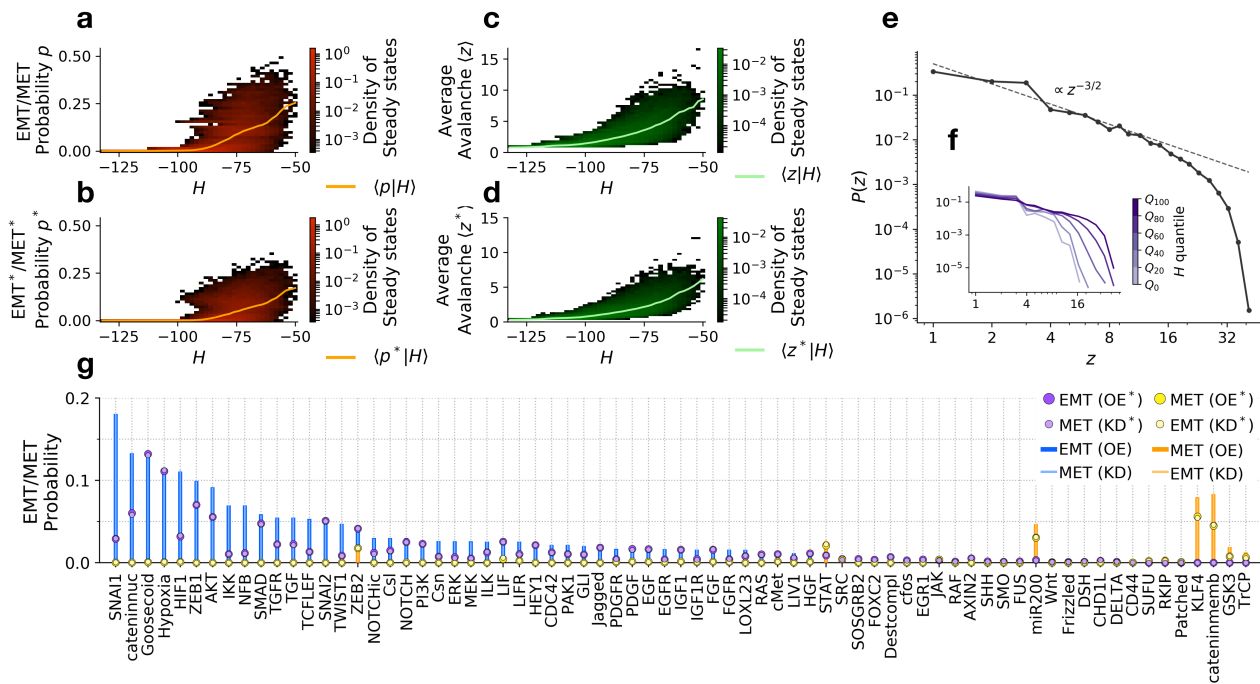 a
EMT/MET
Probability p
0.50
0.25
0.00
−125
−100
−75
−50
H
10^0
10^−1
10^−2
10^−3
Density of
Steady states
⟨p|H⟩
b
EMT*/MET*
Probability p*
0.50
0.25
0.00
−125
−100
−75
−50
H
10^0
10^−1
10^−2
10^−3
Density of
Steady states
⟨p*|H⟩
c
Average
Avalanche ⟨z⟩
15
10
5
0
−125
−100
−75
−50
H
10^−2
10^−3
10^−4
Density of
Steady states
⟨z|H⟩
d
Average
Avalanche ⟨z*⟩
15
10
5
0
−125
−100
−75
−50
H
10^−2
10^−4
Density of
Steady states
⟨z*|H⟩
e
P(z)
10^−1
10^−2
10^−3
10^−4
10^−5
10^−6
∝ z^−3/2
1
2
4
8
16
32
z
f
10^−1
10^−3
10^−5
1
4
16
Q100
Q80
Q60
Q40
Q20
Q0
H quantile
g
EMT/MET
Probability
0.2
0.1
0.0
EMT (OE*)
MET (KD*)
EMT (OE)
MET (KD)
MET (OE*)
EMT (KD*)
MET (OE)
EMT (KD)
SNAI1
cateninnuc
Goosecoid
Hypoxia
HIF1
ZEB1
AKT
IKK
NFB
SMAD
TGFR
TGF
TCFLEF
SNAI2
TWIST1
ZEB2
NOTCHic
Csl
NOTCH
PI3K
Csn
ERK
MEK
ILK
LIF
LIFR
HEY1
CDC42
PAK1
GLI
Jagged
PDGFR
PDGF
EGF
EGFR
IGF1
IGF1R
FGF
FGFR
LOXL23
RAS
cMet
LIV1
HGF
STAT
SRC
SOSGRB2
FOXC2
Destcompl
cfos
EGR1
JAK
RAF
AXIN2
SHH
SMO
FUS
miR200
Wnt
Frizzled
DSH
CHD1L
DELTA
CD44
SUFU
RKIP
Patched
KLF4
cateninmemb
GSK3
TrCP